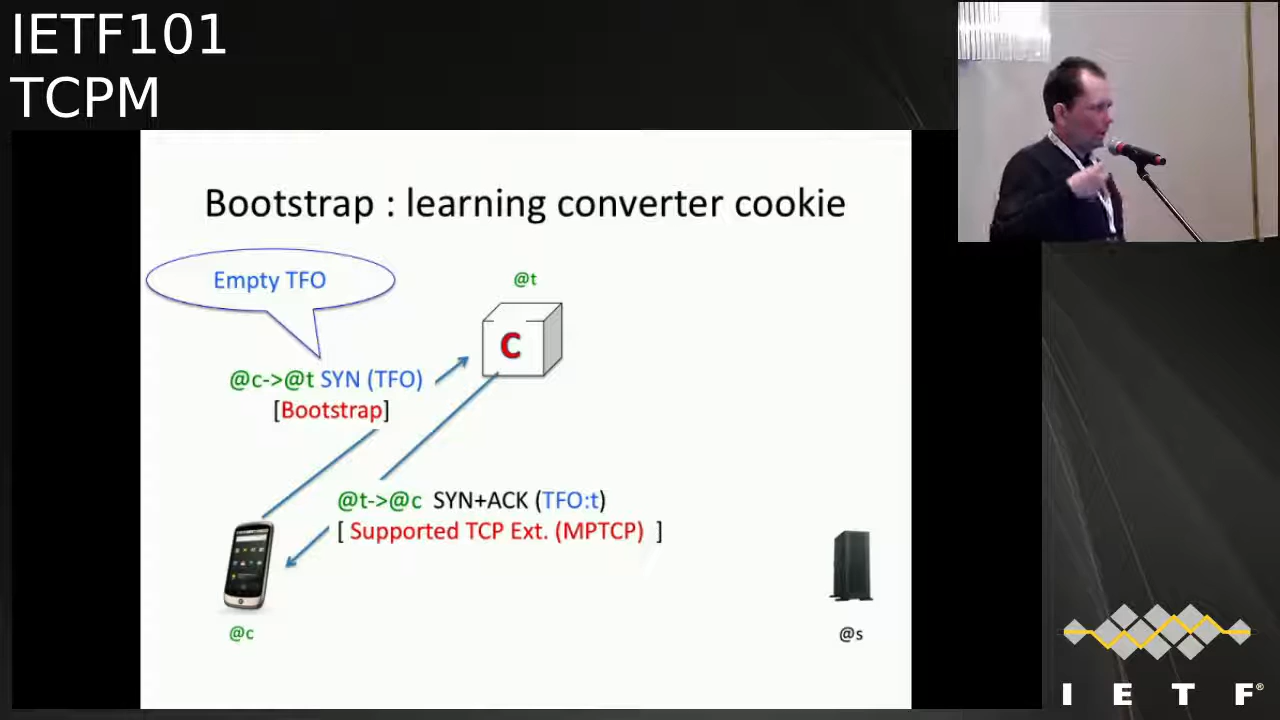 IETF101
TCPM
Bootstrap : learning converter cookie
Empty TFO
@t
C
@c->@t SYN (TFO)
[Bootstrap]
@t->@c SYN+ACK (TFO:t)
[ Supported TCP Ext. (MPTCP) ]
@c
@s
I E T F®